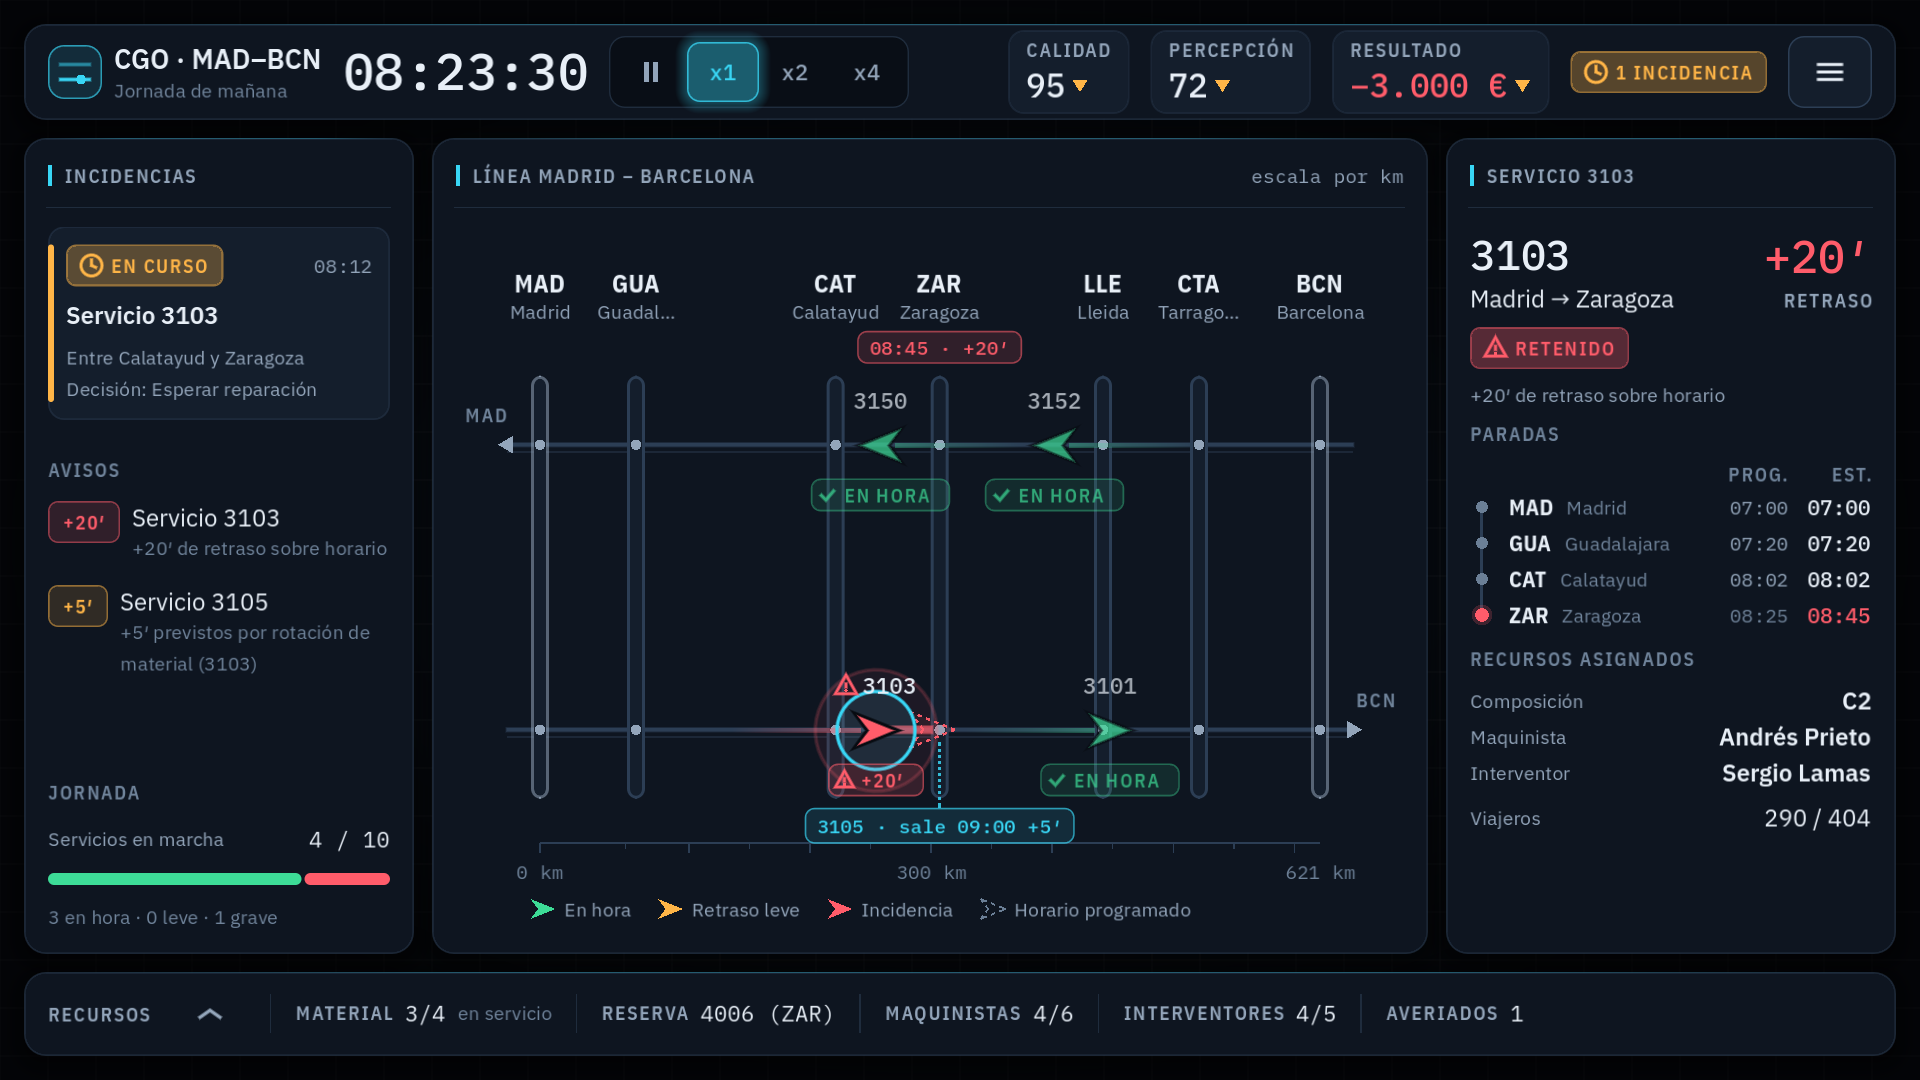 CGO · MAD–BCN
Jornada de mañana
08:23:30
x1
x2
x4
CALIDAD
95
PERCEPCIÓN
72
RESULTADO
−3.000 €
1 INCIDENCIA
INCIDENCIAS
EN CURSO
08:12
Servicio 3103
Entre Calatayud y Zaragoza
Decisión: Esperar reparación
AVISOS
+20′
Servicio 3103
+20′ de retraso sobre horario
+5′
Servicio 3105
+5′ previstos por rotación de
material (3103)
JORNADA
Servicios en marcha
4 / 10
3 en hora · 0 leve · 1 grave
LÍNEA MADRID – BARCELONA
escala por km
MAD
Madrid
GUA
Guadal…
CAT
Calatayud
ZAR
Zaragoza
LLE
Lleida
CTA
Tarrago…
BCN
Barcelona
08:45 · +20′
MAD
3150
3152
EN HORA
EN HORA
3103
3101
BCN
+20′
EN HORA
3105 · sale 09:00 +5′
0 km
300 km
621 km
En hora
Retraso leve
Incidencia
Horario programado
SERVICIO 3103
3103
+20′
Madrid → Zaragoza
RETRASO
RETENIDO
+20′ de retraso sobre horario
PARADAS
PROG. EST.
MAD Madrid 07:00 07:00
GUA Guadalajara 07:20 07:20
CAT Calatayud 08:02 08:02
ZAR Zaragoza 08:25 08:45
RECURSOS ASIGNADOS
Composición C2
Maquinista Andrés Prieto
Interventor Sergio Lamas
Viajeros 290 / 404
RECURSOS
MATERIAL 3/4 en servicio
RESERVA 4006 (ZAR)
MAQUINISTAS 4/6
INTERVENTORES 4/5
AVERIADOS 1